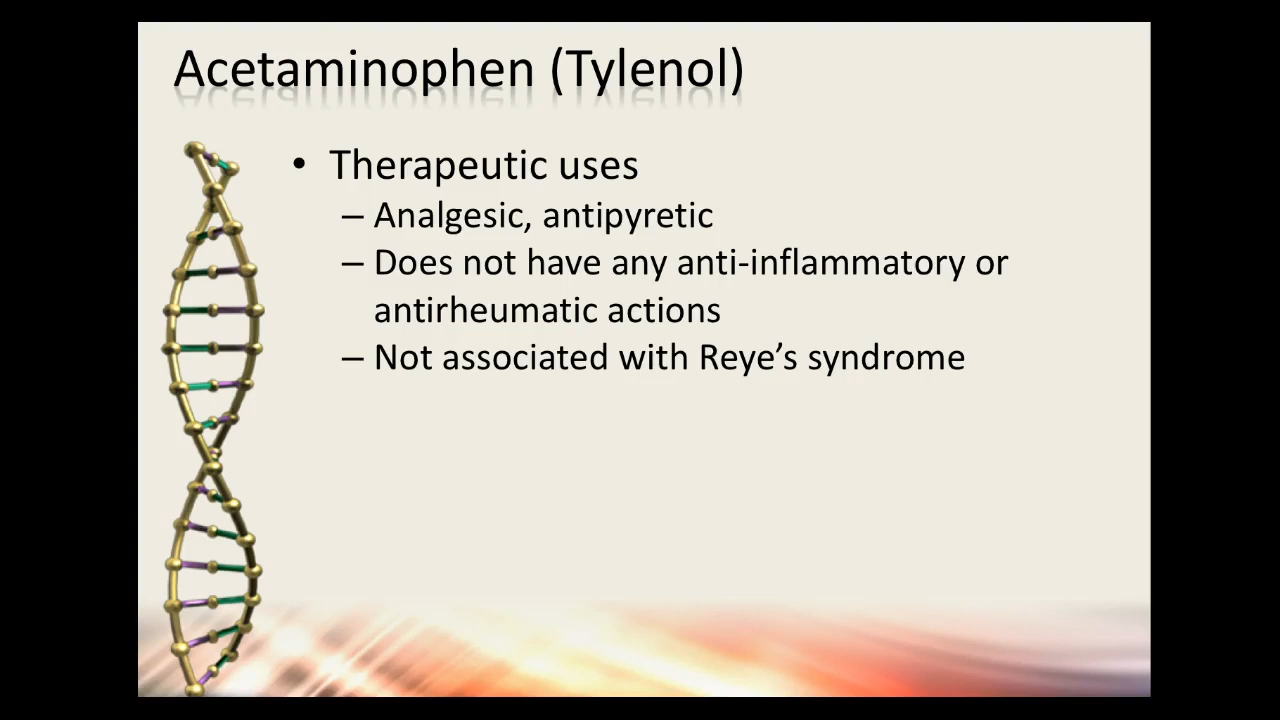 Acetaminophen (Tylenol)
• Therapeutic uses
– Analgesic, antipyretic
– Does not have any anti-inflammatory or
antirheumatic actions
– Not associated with Reye’s syndrome